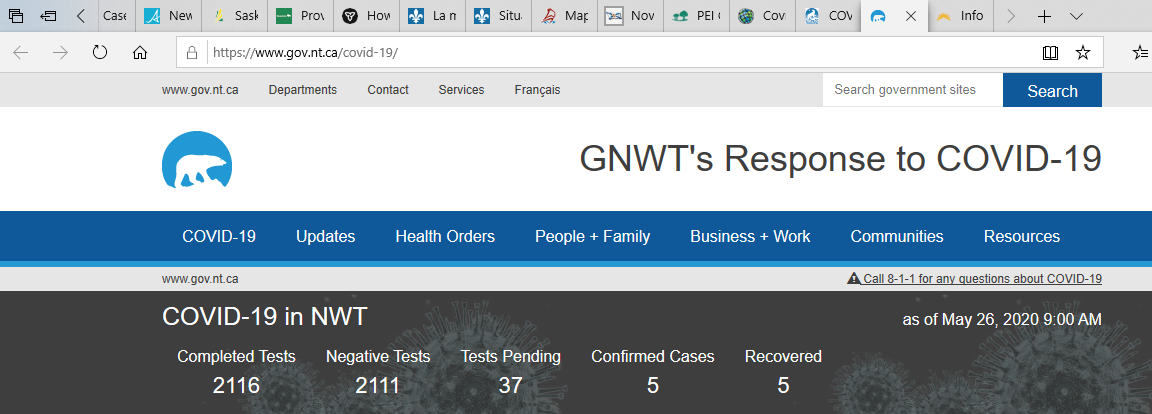 Case New Sask Prov How La m Situa Map Nov PEI C Cov COV Info
https://www.gov.nt.ca/covid-19/
www.gov.nt.ca Departments Contact Services Français Search government sites Search
GNWT's Response to COVID-19
COVID-19 Updates Health Orders People + Family Business + Work Communities Resources
www.gov.nt.ca Call 8-1-1 for any questions about COVID-19
COVID-19 in NWT as of May 26, 2020 9:00 AM
Completed Tests Negative Tests Tests Pending Confirmed Cases Recovered
2116 2111 37 5 5